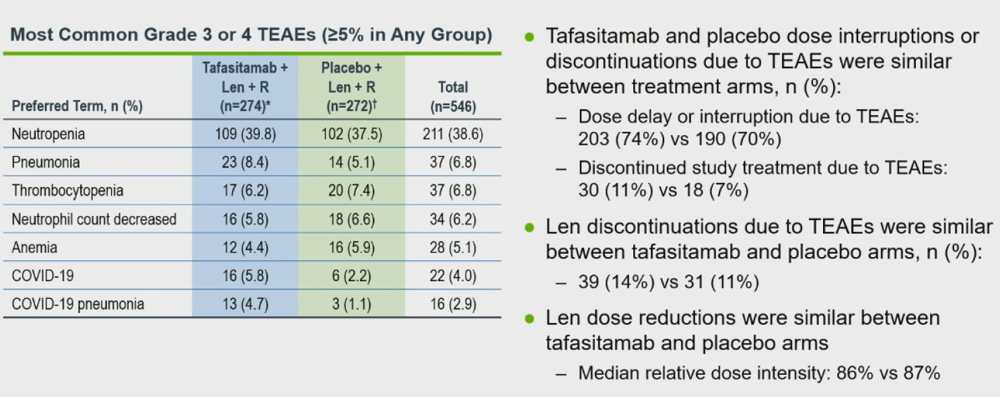 Most Common Grade 3 or 4 TEAEs (≥5% in Any Group)
Preferred Term, n (%)
Tafasitamab +
Len + R
(n=274)*
Placebo +
Len + R
(n=272)†
Total
(n=546)
Neutropenia 109 (39.8) 102 (37.5) 211 (38.6)
Pneumonia 23 (8.4) 14 (5.1) 37 (6.8)
Thrombocytopenia 17 (6.2) 20 (7.4) 37 (6.8)
Neutrophil count decreased 16 (5.8) 18 (6.6) 34 (6.2)
Anemia 12 (4.4) 16 (5.9) 28 (5.1)
COVID-19 16 (5.8) 6 (2.2) 22 (4.0)
COVID-19 pneumonia 13 (4.7) 3 (1.1) 16 (2.9)
● Tafasitamab and placebo dose interruptions or
discontinuations due to TEAEs were similar
between treatment arms, n (%):
– Dose delay or interruption due to TEAEs:
203 (74%) vs 190 (70%)
– Discontinued study treatment due to TEAEs:
30 (11%) vs 18 (7%)
● Len discontinuations due to TEAEs were similar
between tafasitamab and placebo arms, n (%):
– 39 (14%) vs 31 (11%)
● Len dose reductions were similar between
tafasitamab and placebo arms
– Median relative dose intensity: 86% vs 87%